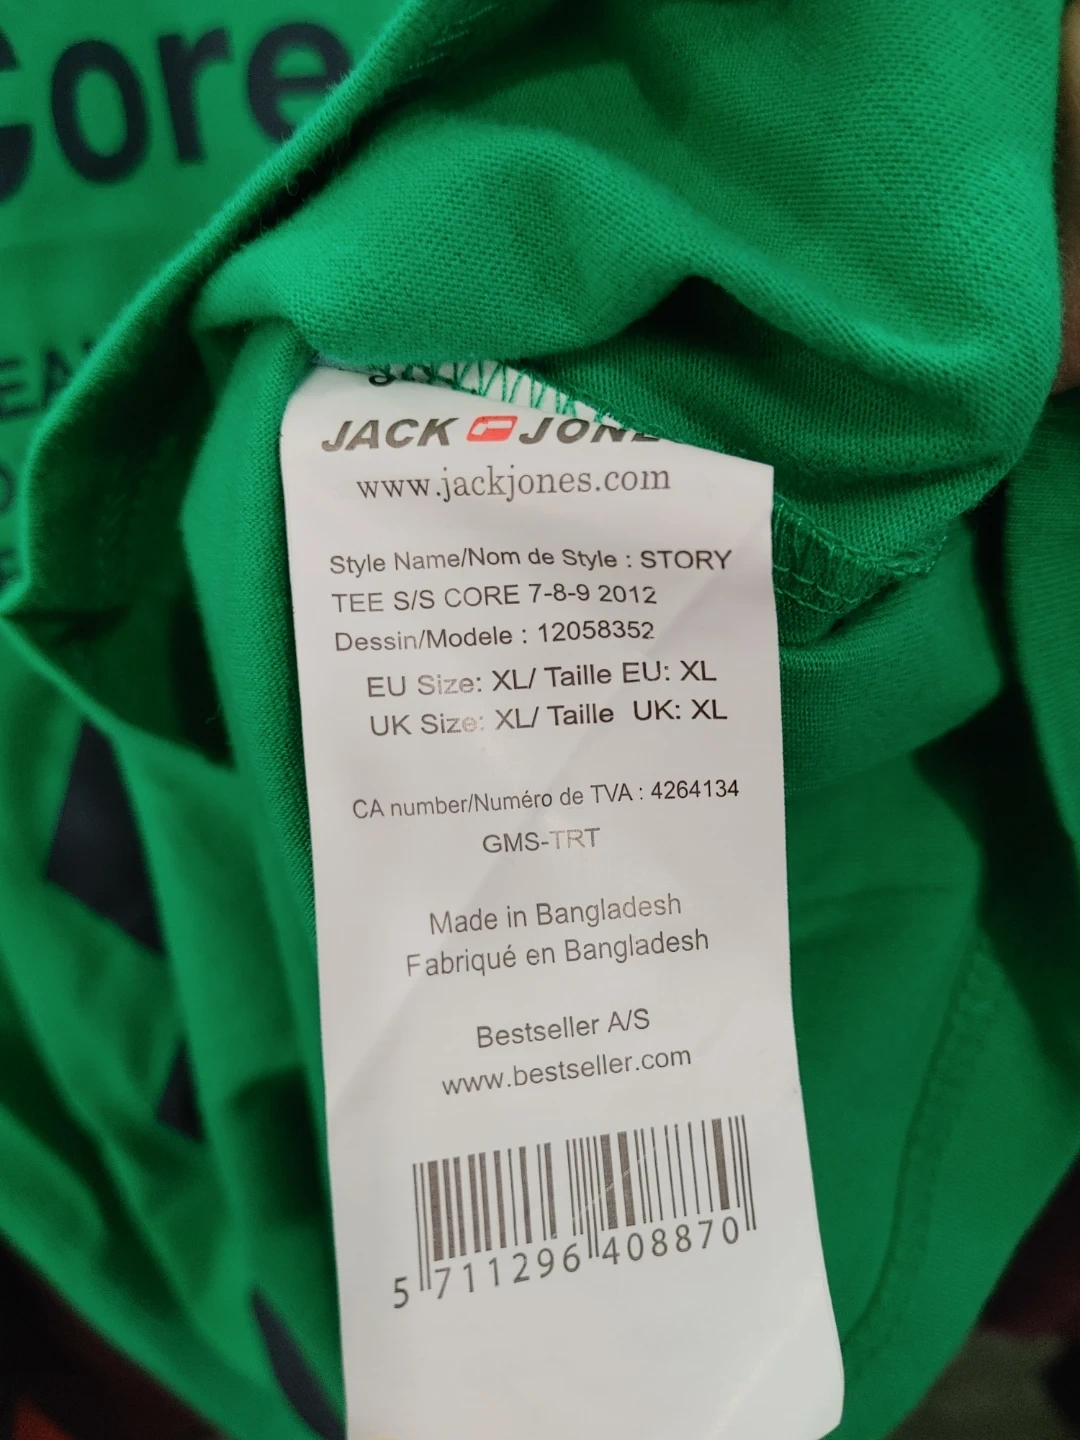 Core
JACK JONES
www.jackjones.com
Style Name/Nom de Style : STORY
TEE S/S CORE 7-8-9 2012
Dessin/Modele : 12058352
EU Size: XL/ Taille EU: XL
UK Size: XL/ Taille UK: XL
CA number/Numéro de TVA : 4264134
GMS-TRT
Made in Bangladesh
Fabriqué en Bangladesh
Bestseller A/S
www.bestseller.com
5 711296 408870